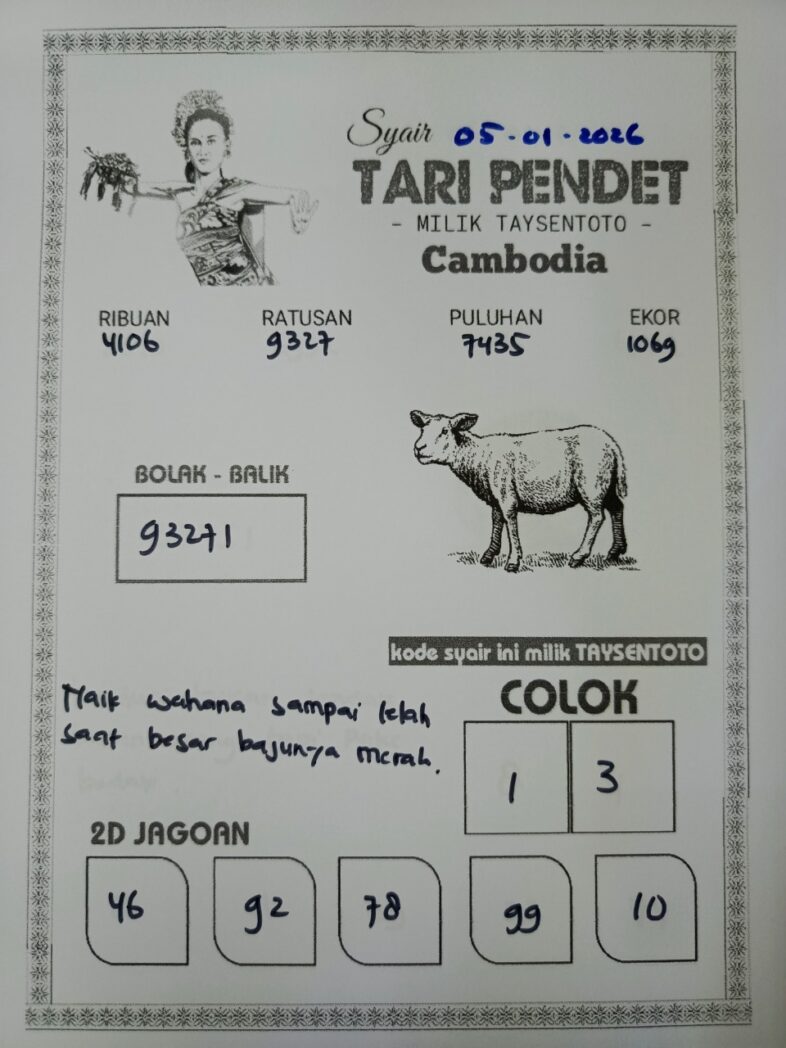 Syair 05-01-2026
TARI PENDET
- MILIK TAYSENTOTO -
Cambodia
RIBUAN RATUSAN PULUHAN EKOR
4106 9327 7435 1069
BOLAK - BALIK
93271
kode syair ini milik TAYSENTOTO
Naik wahana sampai lelah
saat besar bajunya merah.
COLOK
1 3
2D JAGOAN
46 92 78 99 10